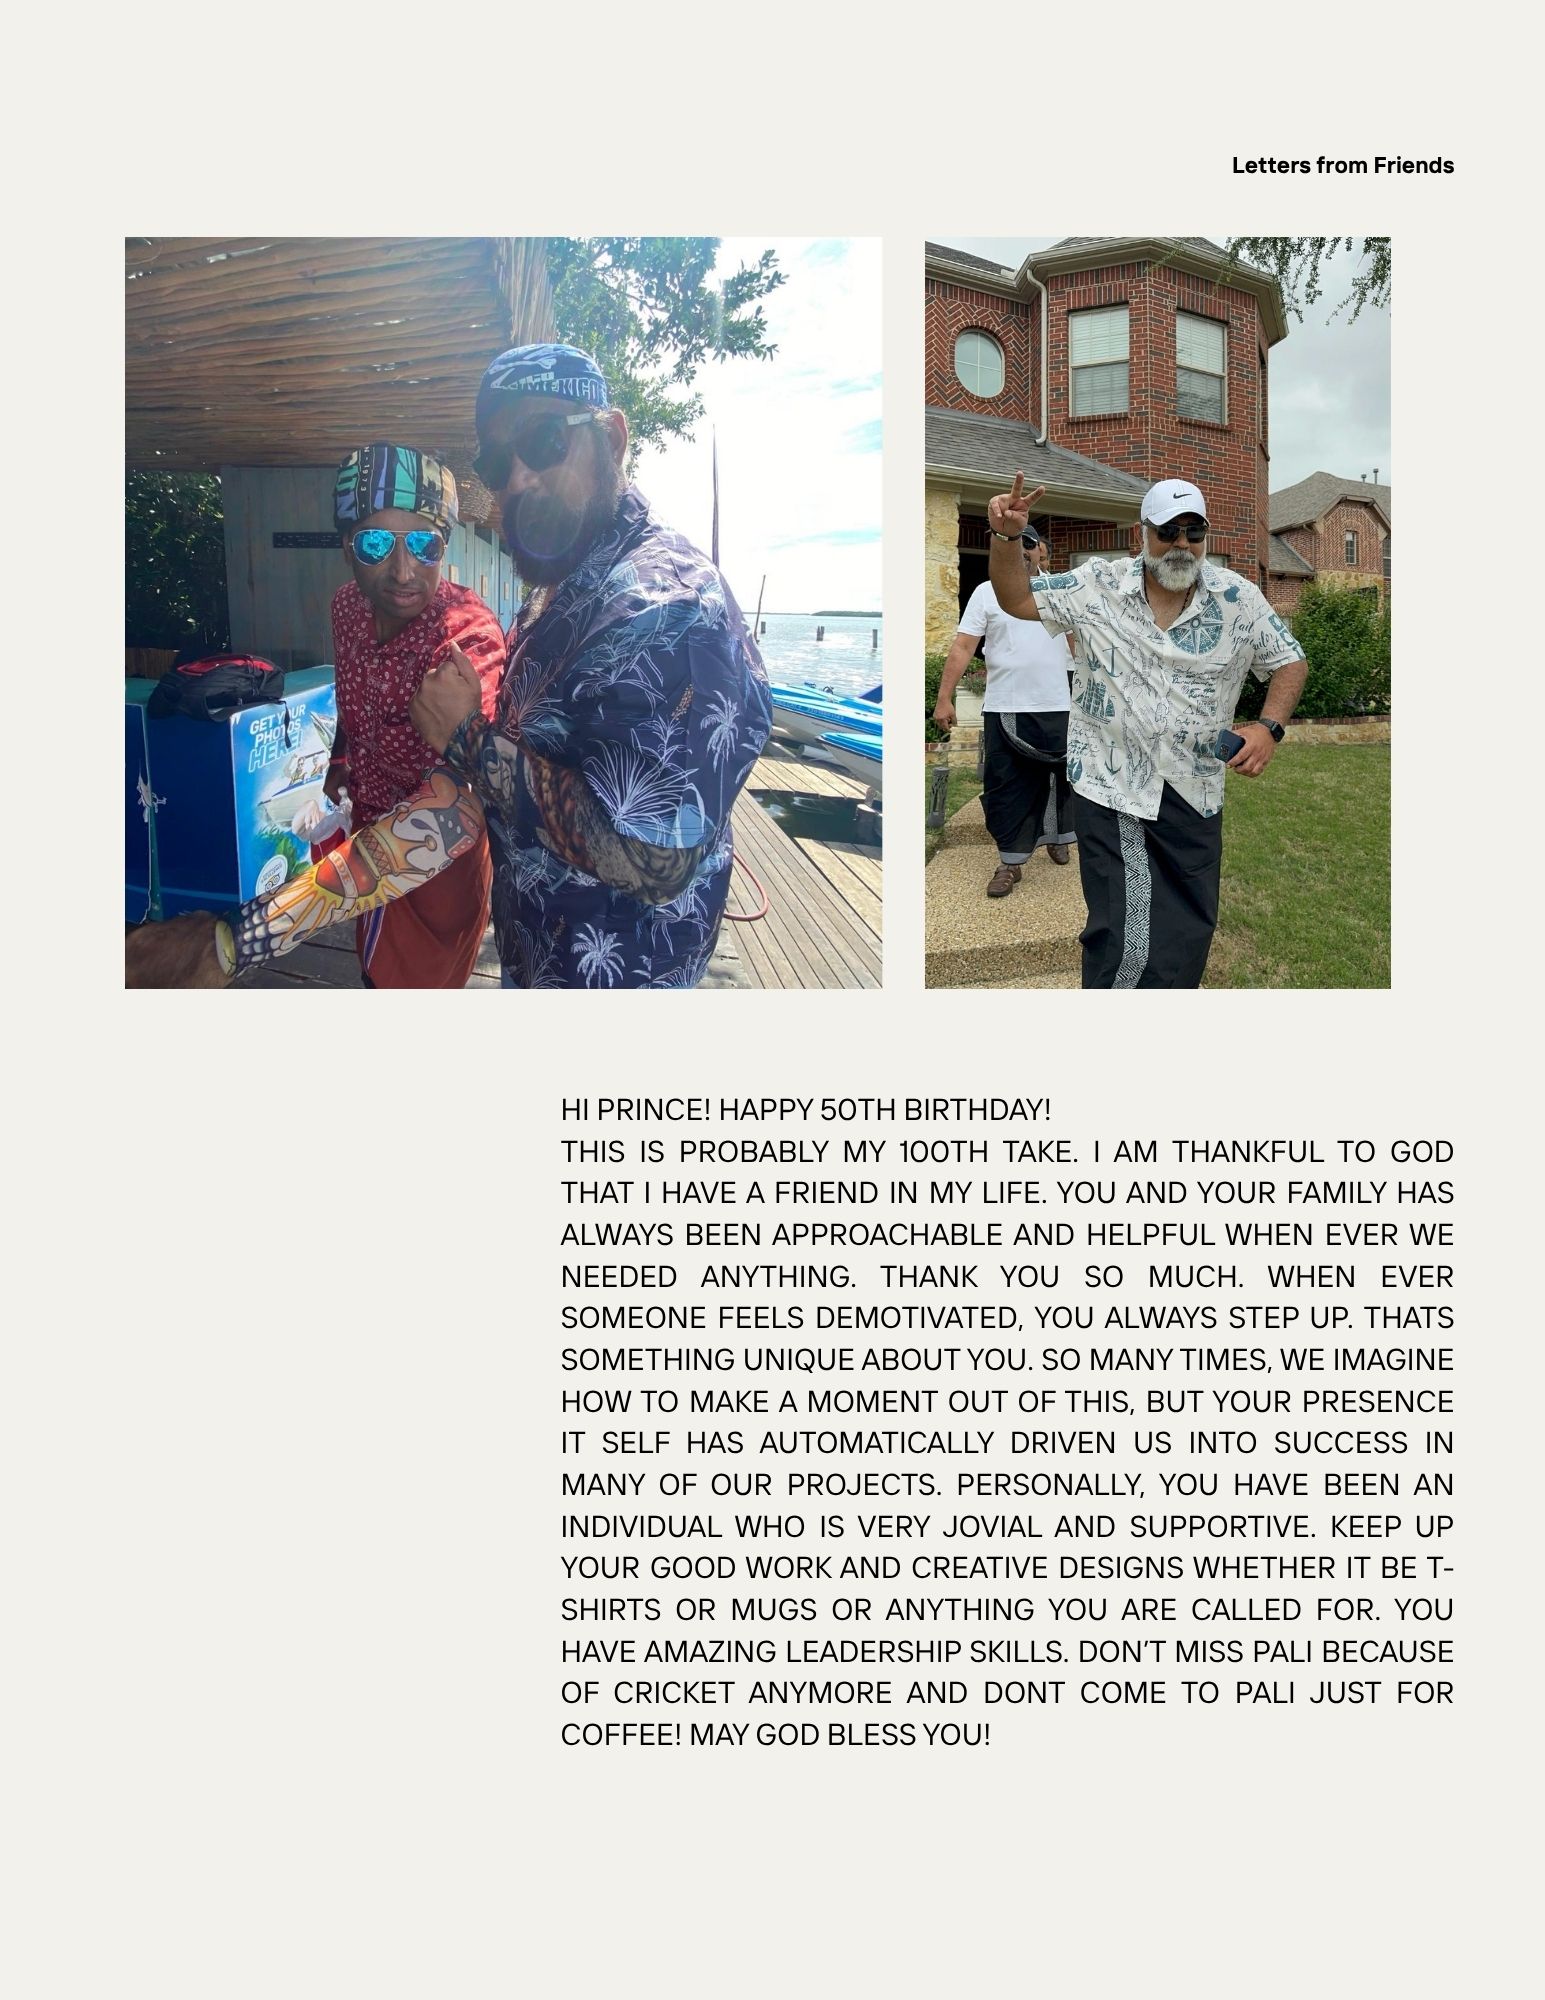 Letters from Friends
GET YOUR
PHOTOS
HERE!
HI PRINCE! HAPPY 50TH BIRTHDAY!
THIS IS PROBABLY MY 100TH TAKE. I AM THANKFUL TO GOD
THAT I HAVE A FRIEND IN MY LIFE. YOU AND YOUR FAMILY HAS
ALWAYS BEEN APPROACHABLE AND HELPFUL WHEN EVER WE
NEEDED ANYTHING. THANK YOU SO MUCH. WHEN EVER
SOMEONE FEELS DEMOTIVATED, YOU ALWAYS STEP UP. THATS
SOMETHING UNIQUE ABOUT YOU. SO MANY TIMES, WE IMAGINE
HOW TO MAKE A MOMENT OUT OF THIS, BUT YOUR PRESENCE
IT SELF HAS AUTOMATICALLY DRIVEN US INTO SUCCESS IN
MANY OF OUR PROJECTS. PERSONALLY, YOU HAVE BEEN AN
INDIVIDUAL WHO IS VERY JOVIAL AND SUPPORTIVE. KEEP UP
YOUR GOOD WORK AND CREATIVE DESIGNS WHETHER IT BE T-
SHIRTS OR MUGS OR ANYTHING YOU ARE CALLED FOR. YOU
HAVE AMAZING LEADERSHIP SKILLS. DON’T MISS PALI BECAUSE
OF CRICKET ANYMORE AND DONT COME TO PALI JUST FOR
COFFEE! MAY GOD BLESS YOU!